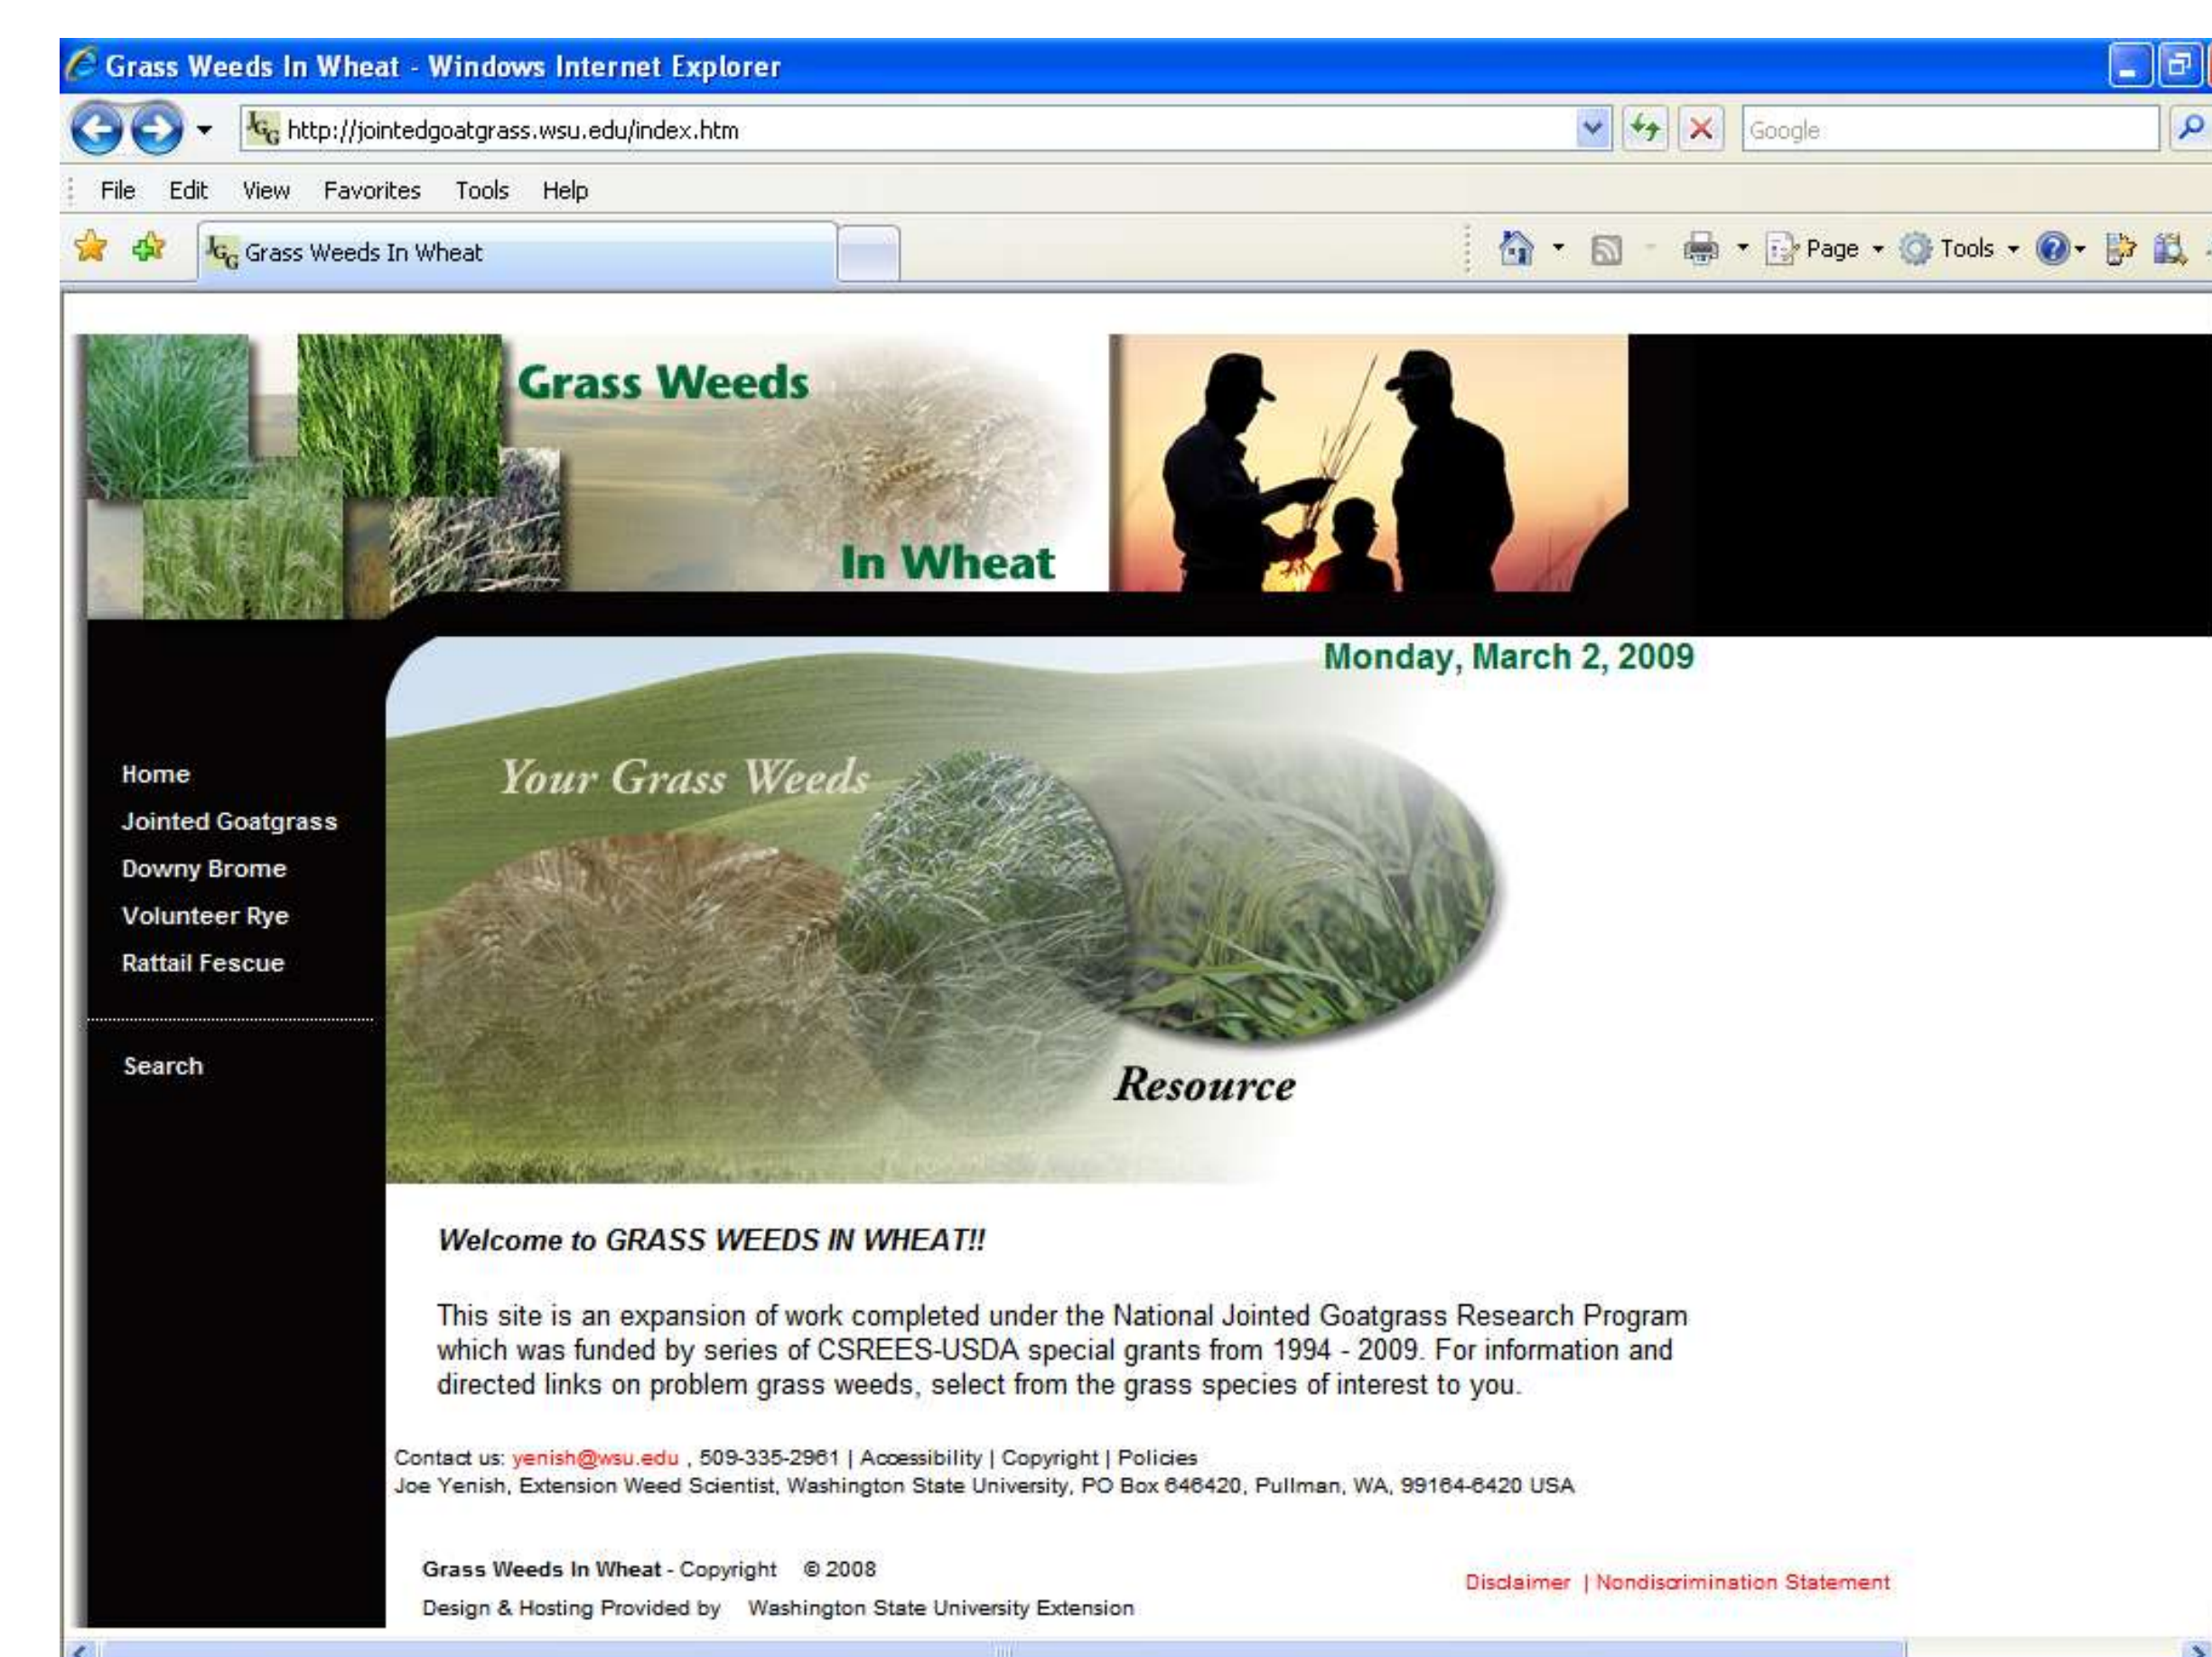 Grass Weeds In Wheat - Windows Internet Explorer
http://jointedgoatgrass.wsu.edu/index.htm
Google
File Edit View Favorites Tools Help
JGG Grass Weeds In Wheat
Page Tools
Grass Weeds
In Wheat
Monday, March 2, 2009
Home
Jointed Goatgrass
Downy Brome
Volunteer Rye
Rattail Fescue
Search
Your Grass Weeds
Resource
Welcome to GRASS WEEDS IN WHEAT!!
This site is an expansion of work completed under the National Jointed Goatgrass Research Program
which was funded by series of CSREES-USDA special grants from 1994 - 2009. For information and
directed links on problem grass weeds, select from the grass species of interest to you.
Contact us: yenish@wsu.edu , 509-335-2961 | Accessibility | Copyright | Policies
Joe Yenish, Extension Weed Scientist, Washington State University, PO Box 646420, Pullman, WA, 99164-6420 USA
Grass Weeds In Wheat - Copyright © 2008
Disclaimer | Nondiscrimination Statement
Design & Hosting Provided by Washington State University Extension